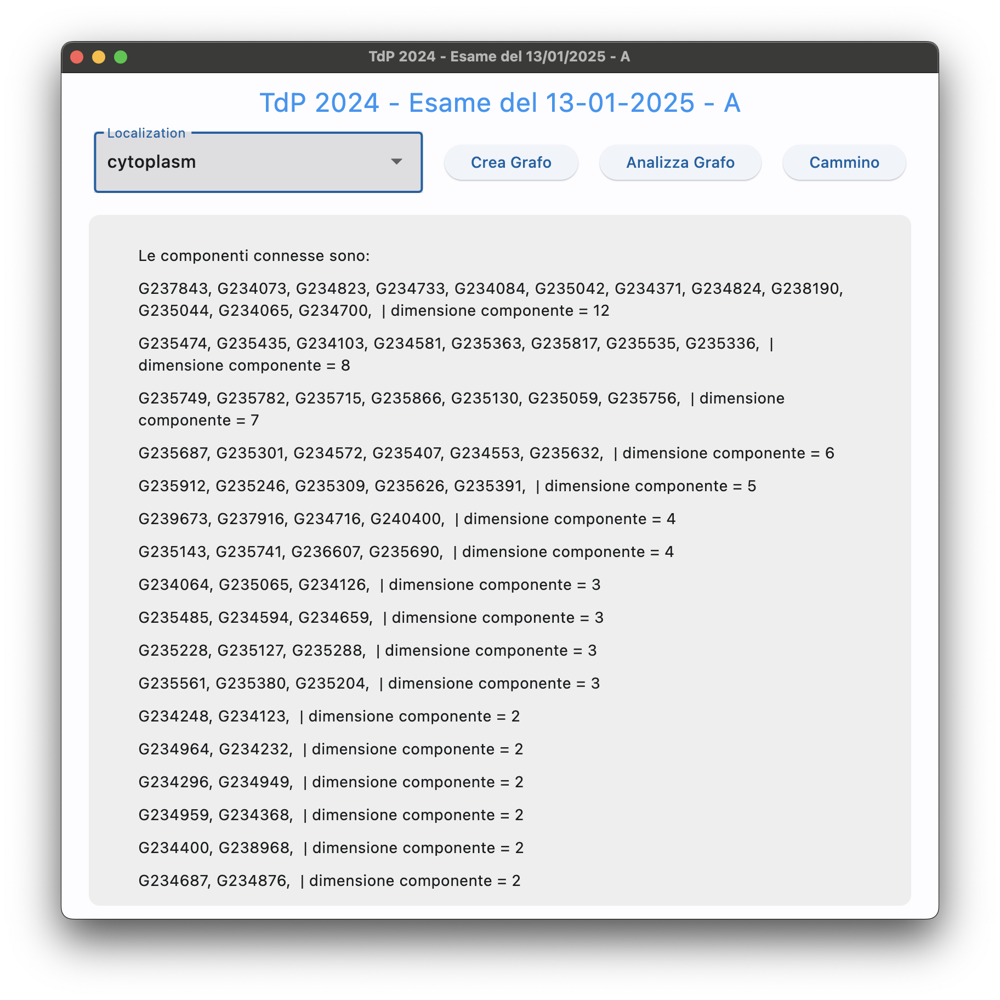 TdP 2024 - Esame del 13/01/2025 - A
TdP 2024 - Esame del 13-01-2025 - A
Localization
cytoplasm
Crea Grafo
Analizza Grafo
Cammino
Le componenti connesse sono:
G237843, G234073, G234823, G234733, G234084, G235042, G234371, G234824, G238190,
G235044, G234065, G234700,  | dimensione componente = 12
G235474, G235435, G234103, G234581, G235363, G235817, G235535, G235336,  |
dimensione componente = 8
G235749, G235782, G235715, G235866, G235130, G235059, G235756,  | dimensione
componente = 7
G235687, G235301, G234572, G235407, G234553, G235632,  | dimensione componente = 6
G235912, G235246, G235309, G235626, G235391,  | dimensione componente = 5
G239673, G237916, G234716, G240400,  | dimensione componente = 4
G235143, G235741, G236607, G235690,  | dimensione componente = 4
G234064, G235065, G234126,  | dimensione componente = 3
G235485, G234594, G234659,  | dimensione componente = 3
G235228, G235127, G235288,  | dimensione componente = 3
G235561, G235380, G235204,  | dimensione componente = 3
G234248, G234123,  | dimensione componente = 2
G234964, G234232,  | dimensione componente = 2
G234296, G234949,  | dimensione componente = 2
G234959, G234368,  | dimensione componente = 2
G234400, G238968,  | dimensione componente = 2
G234687, G234876,  | dimensione componente = 2